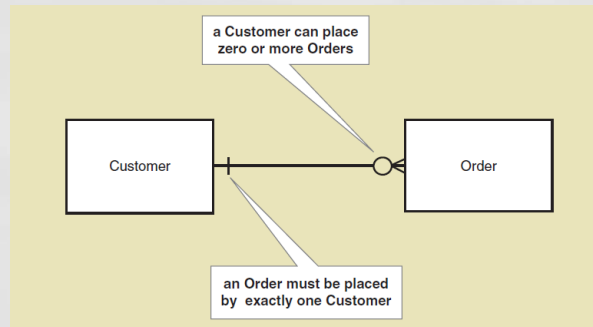 a Customer can place
zero or more Orders
Customer
Order
an Order must be placed
by exactly one Customer